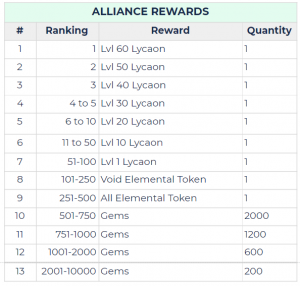 ALLIANCE REWARDS
# Ranking Reward Quantity
1 1 Lvl 60 Lycaon 1
2 2 Lvl 50 Lycaon 1
3 3 Lvl 40 Lycaon 1
4 4 to 5 Lvl 30 Lycaon 1
5 6 to 10 Lvl 20 Lycaon 1
6 11 to 50 Lvl 10 Lycaon 1
7 51-100 Lvl 1 Lycaon 1
8 101-250 Void Elemental Token 1
9 251-500 All Elemental Token 1
10 501-750 Gems 2000
11 751-1000 Gems 1200
12 1001-2000 Gems 600
13 2001-10000 Gems 200